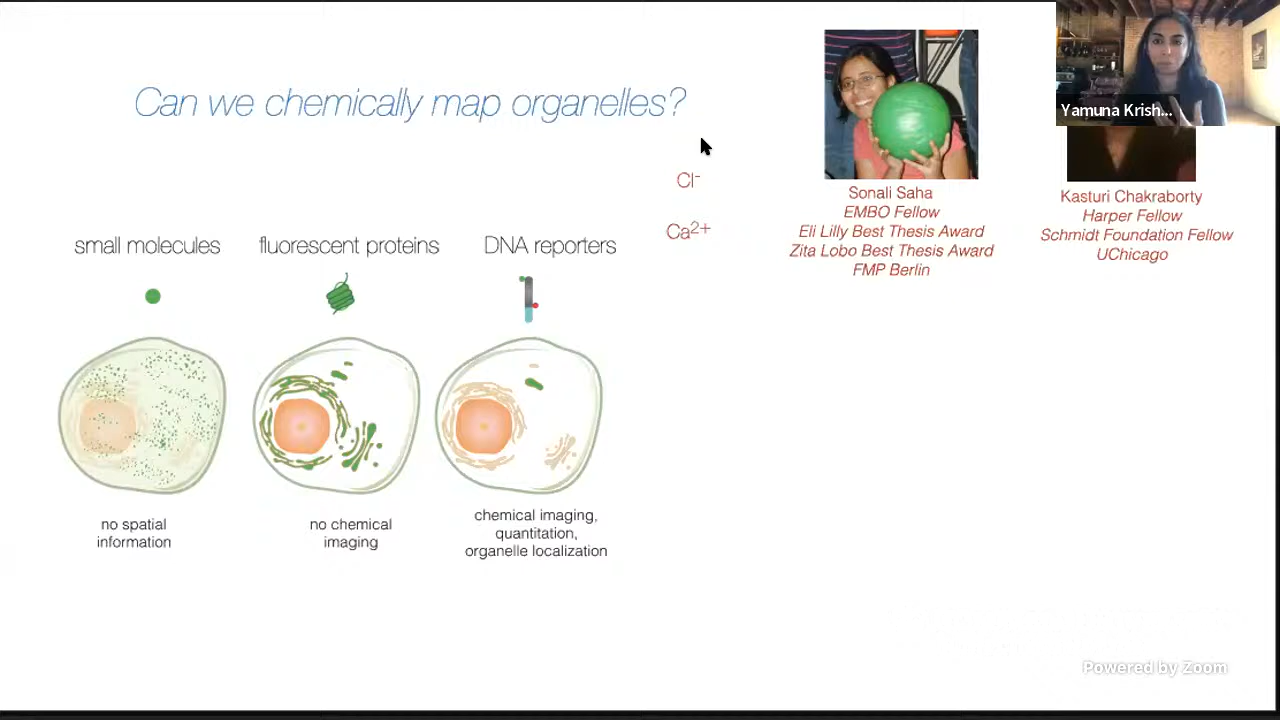 Can we chemically map organelles?
Yamuna Krish...
Cl-
Ca2+
small molecules
fluorescent proteins
DNA reporters
no spatial
information
no chemical
imaging
chemical imaging,
quantitation,
organelle localization
Sonali Saha
EMBO Fellow
Eli Lilly Best Thesis Award
Zita Lobo Best Thesis Award
FMP Berlin
Kasturi Chakraborty
Harper Fellow
Schmidt Foundation Fellow
UChicago
Powered by Zoom